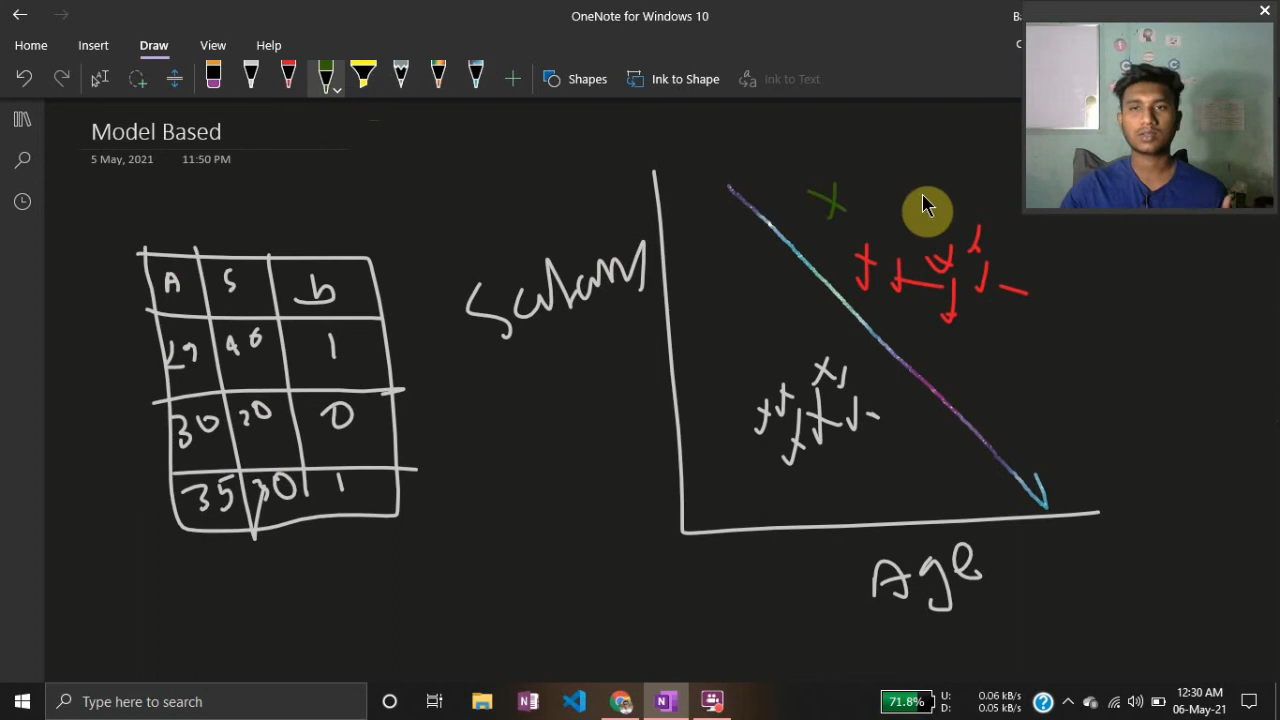 OneNote for Windows 10
Home Insert Draw View Help
Shapes Ink to Shape Ink to Text
Model Based
5 May, 2021 11:50 PM
A S b
1
30 20 0
35 30 1
Age
Type here to search
71.8%
U: 0.06 kB/s
D: 0.05 kB/s
12:30 AM
06-May-21